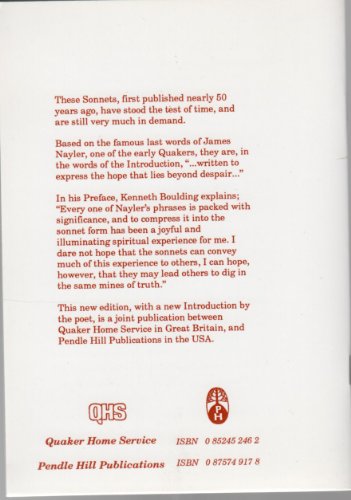 These Sonnets, first published nearly 50
years ago, have stood the test of time, and
are still very much in demand.
Based on the famous last words of James
Nayler, one of the early Quakers, they are, in
the words of the Introduction, "...written to
express the hope that lies beyond despair..."
In his Preface, Kenneth Boulding explains;
"Every one of Nayler's phrases is packed with
significance, and to compress it into the
sonnet form has been a joyful and
illuminating spiritual experience for me. I
dare not hope that the sonnets can convey
much of this experience to others, I can hope,
however, that they may lead others to dig in
the same mines of truth."
This new edition, with a new Introduction by
the poet, is a joint publication between
Quaker Home Service in Great Britain, and
Pendle Hill Publications in the USA.
QHS
P H
Quaker Home Service ISBN 0 85245 246 2
Pendle Hill Publications ISBN 0 87574 917 8